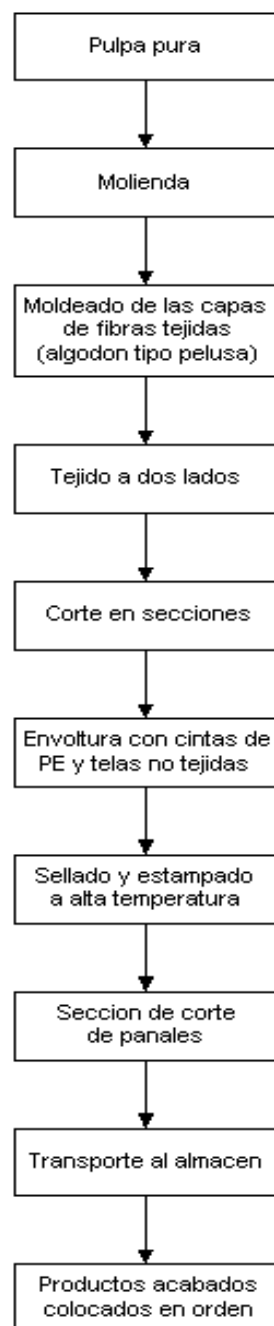 Pulpa pura
Molienda
Moldeado de las capas
de fibras tejidas
(algodon tipo pelusa)
Tejido a dos lados
Corte en secciones
Envoltura con cintas de
PE y telas no tejidas
Sellado y estampado
a alta temperatura
Seccion de corte
de panales
Transporte al almacen
Productos acabados
colocados en orden